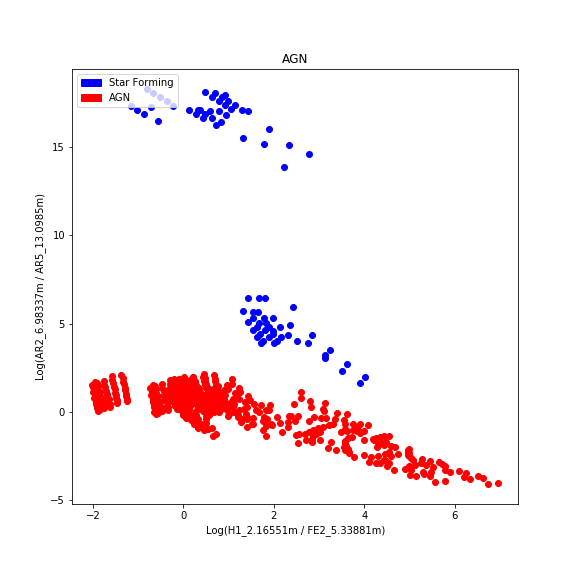 AGN
Star Forming
AGN
15
10
5
0
−5
Log(AR2_6.98337m / AR5_13.0985m)
−2
0
2
4
6
Log(H1_2.16551m / FE2_5.33881m)